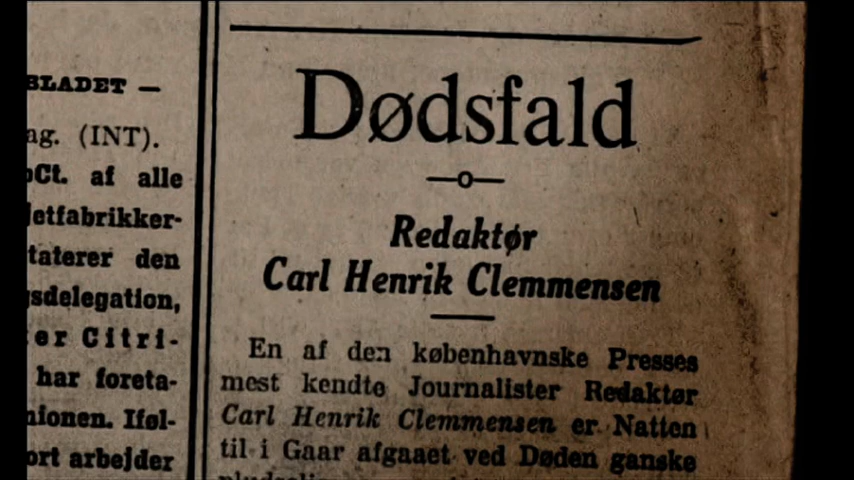 BLADET —
ag. (INT).
pCt. af alle
etfabrikker-
taterer den
sdelegation,
er Citri-
har foreta-
nionen. Iføl-
ort arbejder
Dødsfald
Redaktør
Carl Henrik Clemmensen
En af den københavnske Presses
mest kendte Journalister Redaktør
Carl Henrik Clemmensen er Natten
til i Gaar afgaaet ved Døden ganske